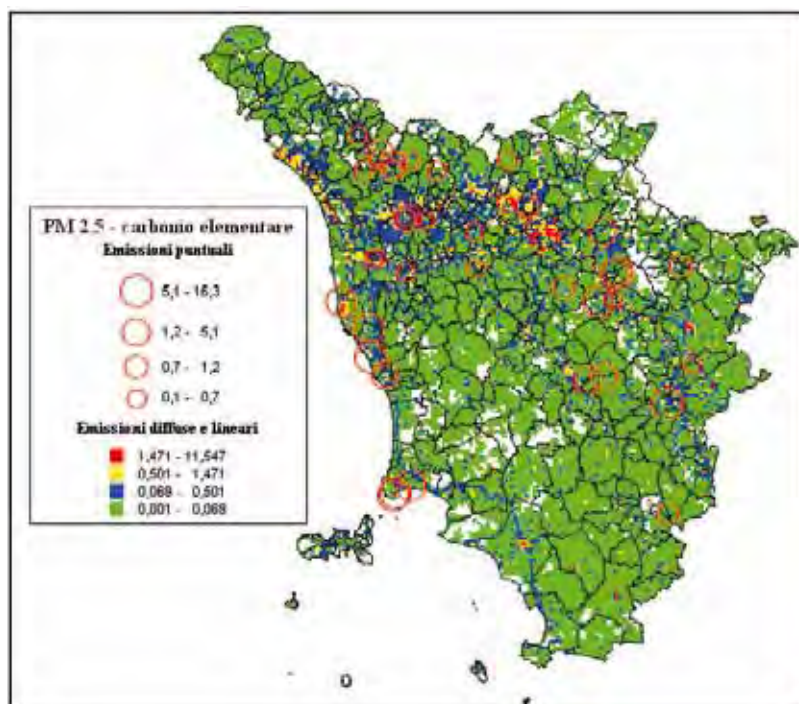 PM 2.5 - carbonio elementare
Emissioni puntuali
5,1 - 16,3
1,2 - 5,1
0,7 - 1,2
0,1 - 0,7
Emissioni diffuse e lineari
1,471 - 11,547
0,501 - 1,471
0,069 - 0,501
0,001 - 0,068